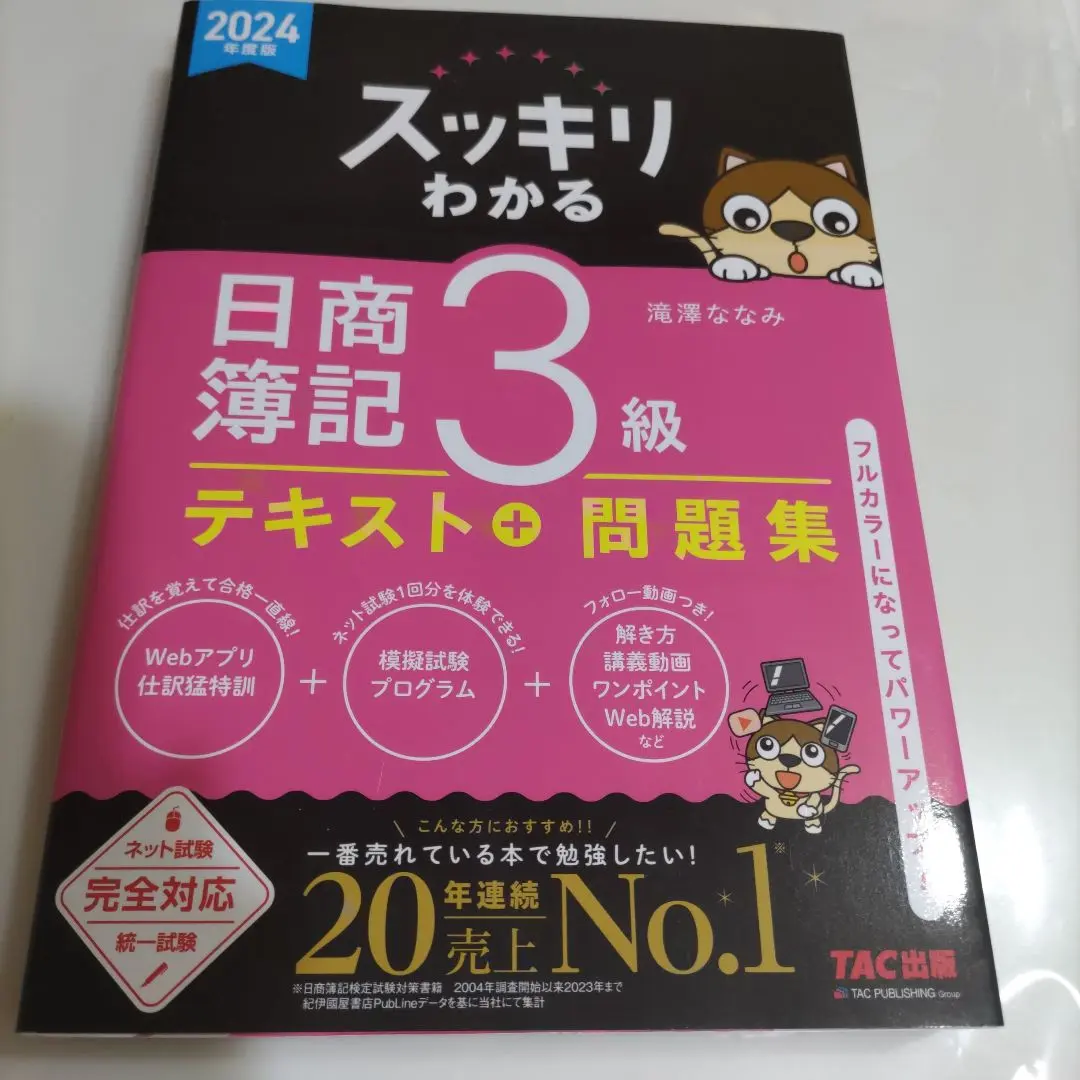 2024
年度版
スッキリ
わかる
滝澤ななみ
日商
簿記
3級
テキスト+問題集
フルカラーになってパワーア
仕訳を覚えて合格一直線!
Webアプリ
仕訳猛特訓
+
ネット試験1回分を体験できる!
模擬試験
プログラム
+
フォロー動画つき!
解き方
講義動画
ワンポイント
Web解説
など
ネット試験
完全対応
統一試験
\ こんな方におすすめ!! /
一番売れている本で勉強したい!
20年連続売上No.1※
※日商簿記検定試験対策書籍 2004年調査開始以来2023年まで
紀伊國屋書店PubLineデータを基に当社にて集計
TAC出版
TAC PUBLISHING Group